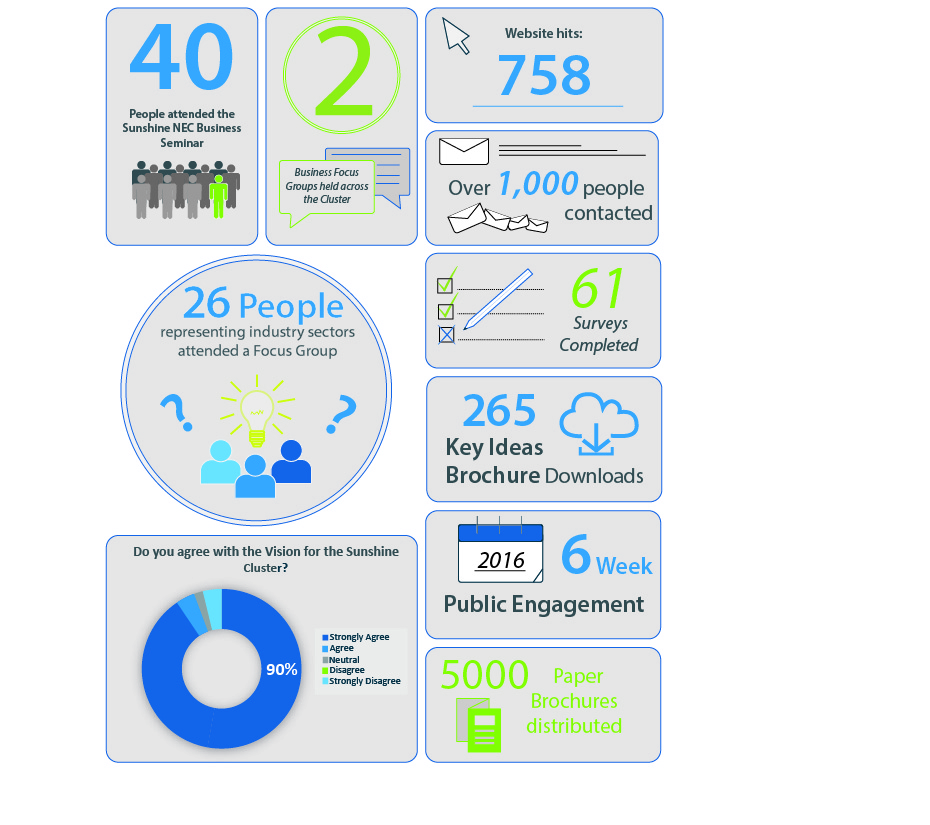 40
People attended the
Sunshine NEC Business
Seminar
2
Business Focus
Groups held across
the Cluster
Website hits:
758
Over 1,000 people
contacted
26 People
representing industry sectors
attended a Focus Group
?
?
61
Surveys
Completed
265
Key Ideas
Brochure Downloads
2016
6 Week
Public Engagement
Do you agree with the Vision for the Sunshine
Cluster?
90%
Strongly Agree
Agree
Neutral
Disagree
Strongly Disagree
5000 Paper
Brochures
distributed